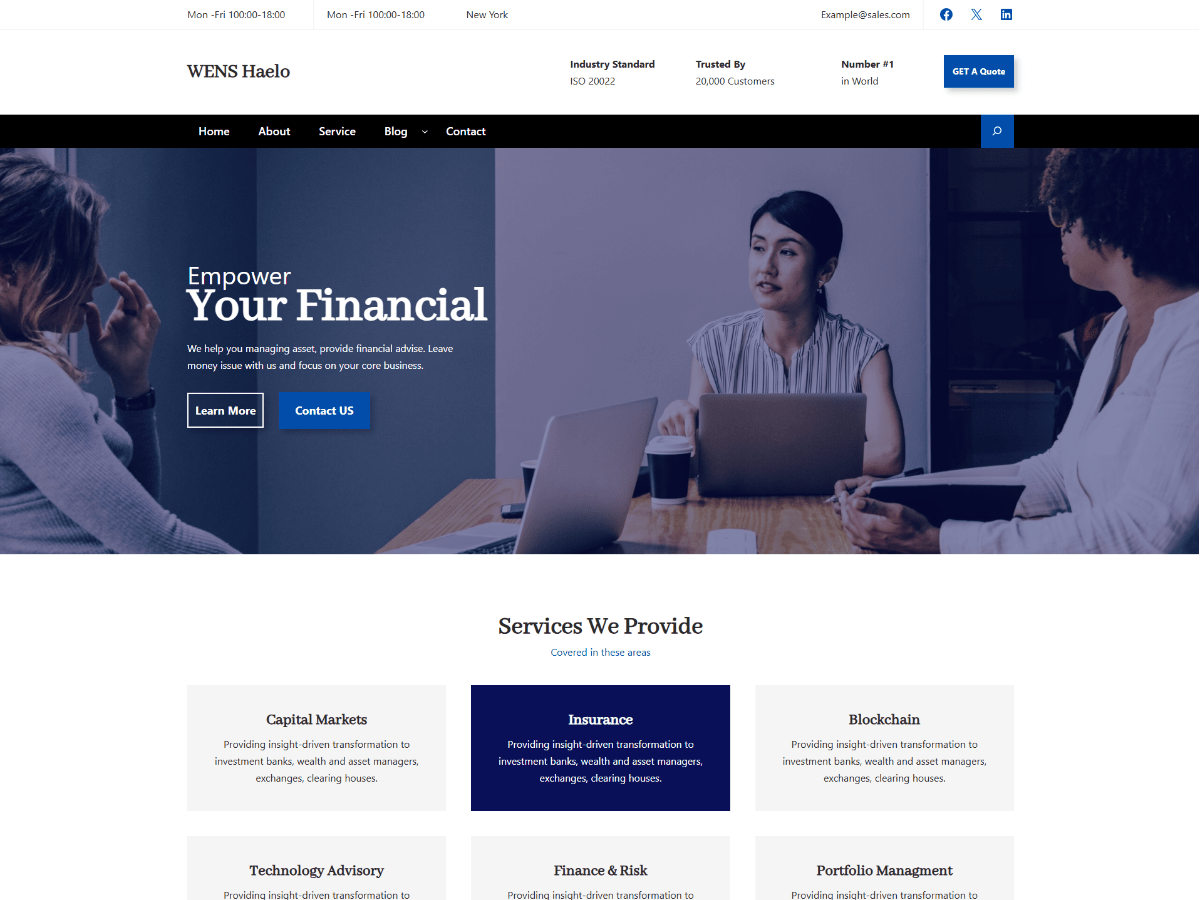 Mon -Fri 100:00-18:00
Mon -Fri 100:00-18:00
New York
Example@sales.com
WENS Haelo
Industry Standard
ISO 20022
Trusted By
20,000 Customers
Number #1
in World
GET A Quote
Home
About
Service
Blog
Contact
Empower
Your Financial
We help you managing asset, provide financial advise. Leave
money issue with us and focus on your core business.
Learn More
Contact US
Services We Provide
Covered in these areas
Capital Markets
Providing insight-driven transformation to
investment banks, wealth and asset managers,
exchanges, clearing houses.
Insurance
Providing insight-driven transformation to
investment banks, wealth and asset managers,
exchanges, clearing houses.
Blockchain
Providing insight-driven transformation to
investment banks, wealth and asset managers,
exchanges, clearing houses.
Technology Advisory
Providing insight-driven transformation to
Finance & Risk
Providing insight-driven transformation to
Portfolio Managment
Providing insight-driven transformation to